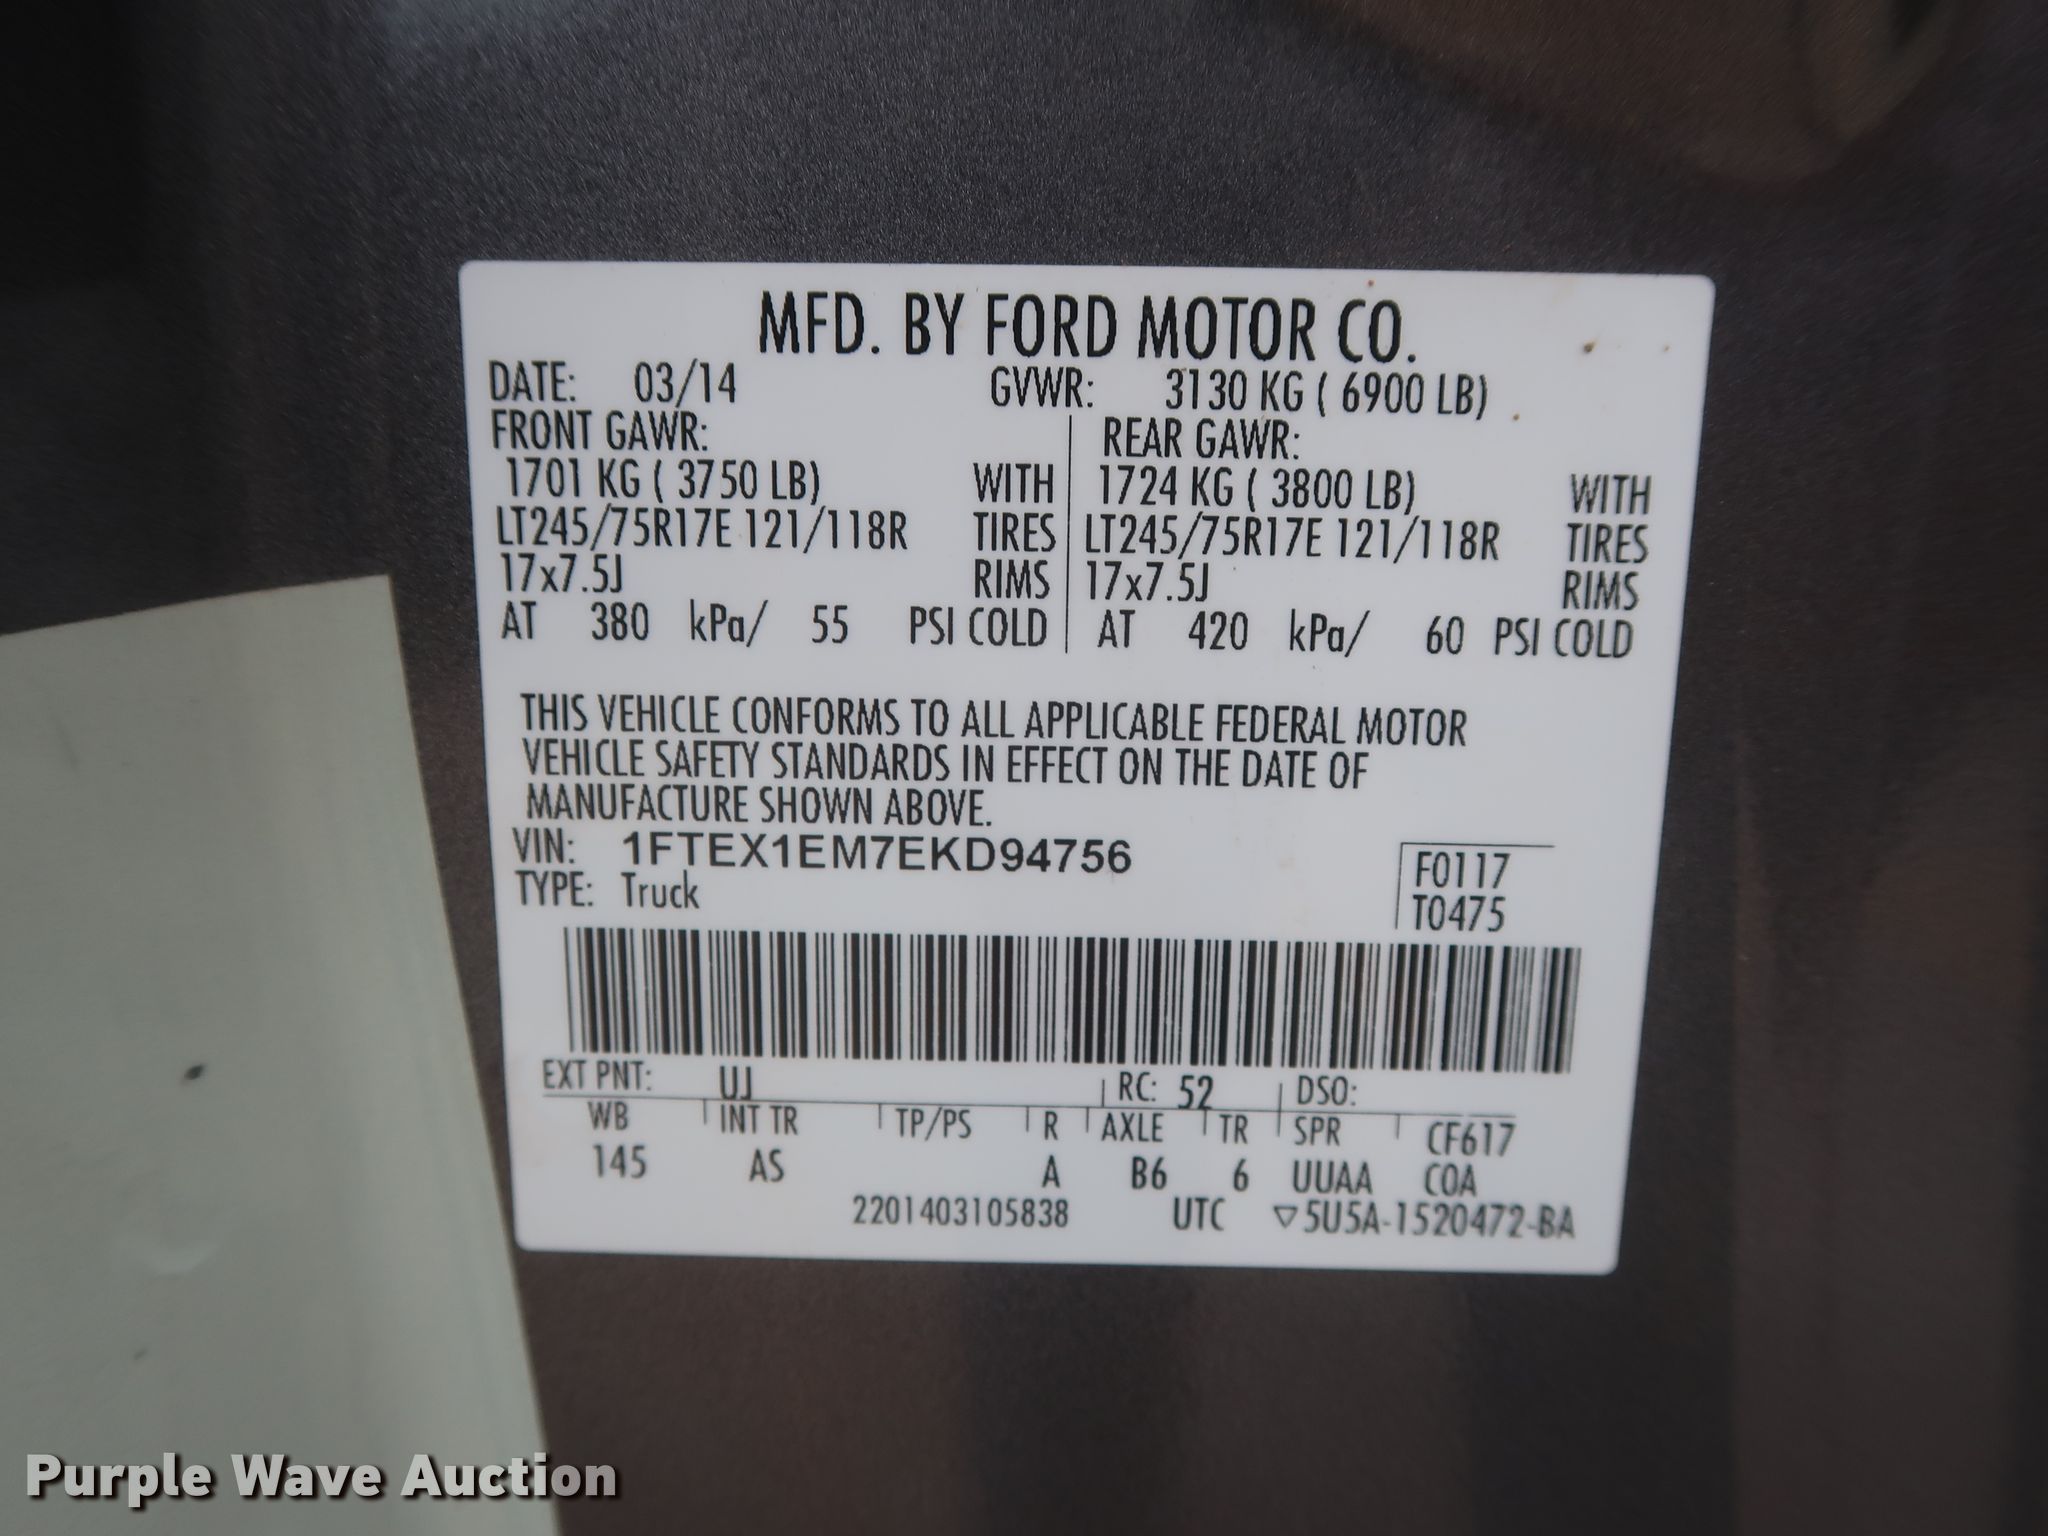 MFD. BY FORD MOTOR CO.
DATE: 03/14 GVWR: 3130 KG ( 6900 LB)
FRONT GAWR: REAR GAWR:
1701 KG ( 3750 LB) WITH 1724 KG ( 3800 LB) WITH
LT245/75R17E 121/118R TIRES LT245/75R17E 121/118R TIRES
17x7.5J RIMS 17x7.5J RIMS
AT 380 kPa/ 55 PSI COLD AT 420 kPa/ 60 PSI COLD
THIS VEHICLE CONFORMS TO ALL APPLICABLE FEDERAL MOTOR
VEHICLE SAFETY STANDARDS IN EFFECT ON THE DATE OF
MANUFACTURE SHOWN ABOVE.
VIN: 1FTEX1EM7EKD94756 F0117
TYPE: Truck T0475
EXT PNT: UJ RC: 52 DSO:
WB INT TR TP/PS R AXLE TR SPR CF617
145 AS A B6 6 UUAA COA
2201403105838 UTC ▽5U5A-1520472-BA
Purple Wave Auction